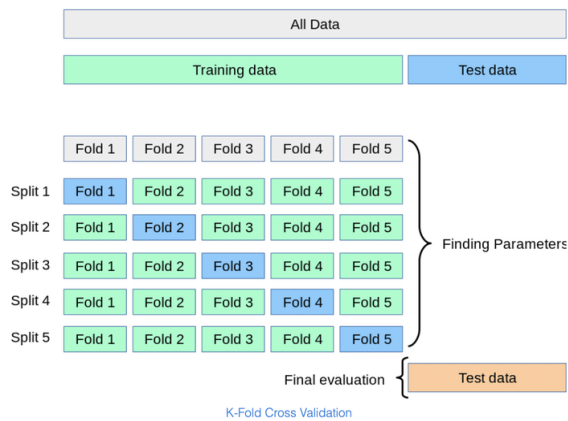 All Data
Training data Test data
Fold 1 Fold 2 Fold 3 Fold 4 Fold 5
Split 1 Fold 1 Fold 2 Fold 3 Fold 4 Fold 5
Split 2 Fold 1 Fold 2 Fold 3 Fold 4 Fold 5
Finding Parameters
Split 3 Fold 1 Fold 2 Fold 3 Fold 4 Fold 5
Split 4 Fold 1 Fold 2 Fold 3 Fold 4 Fold 5
Split 5 Fold 1 Fold 2 Fold 3 Fold 4 Fold 5
Final evaluation Test data
K-Fold Cross Validation